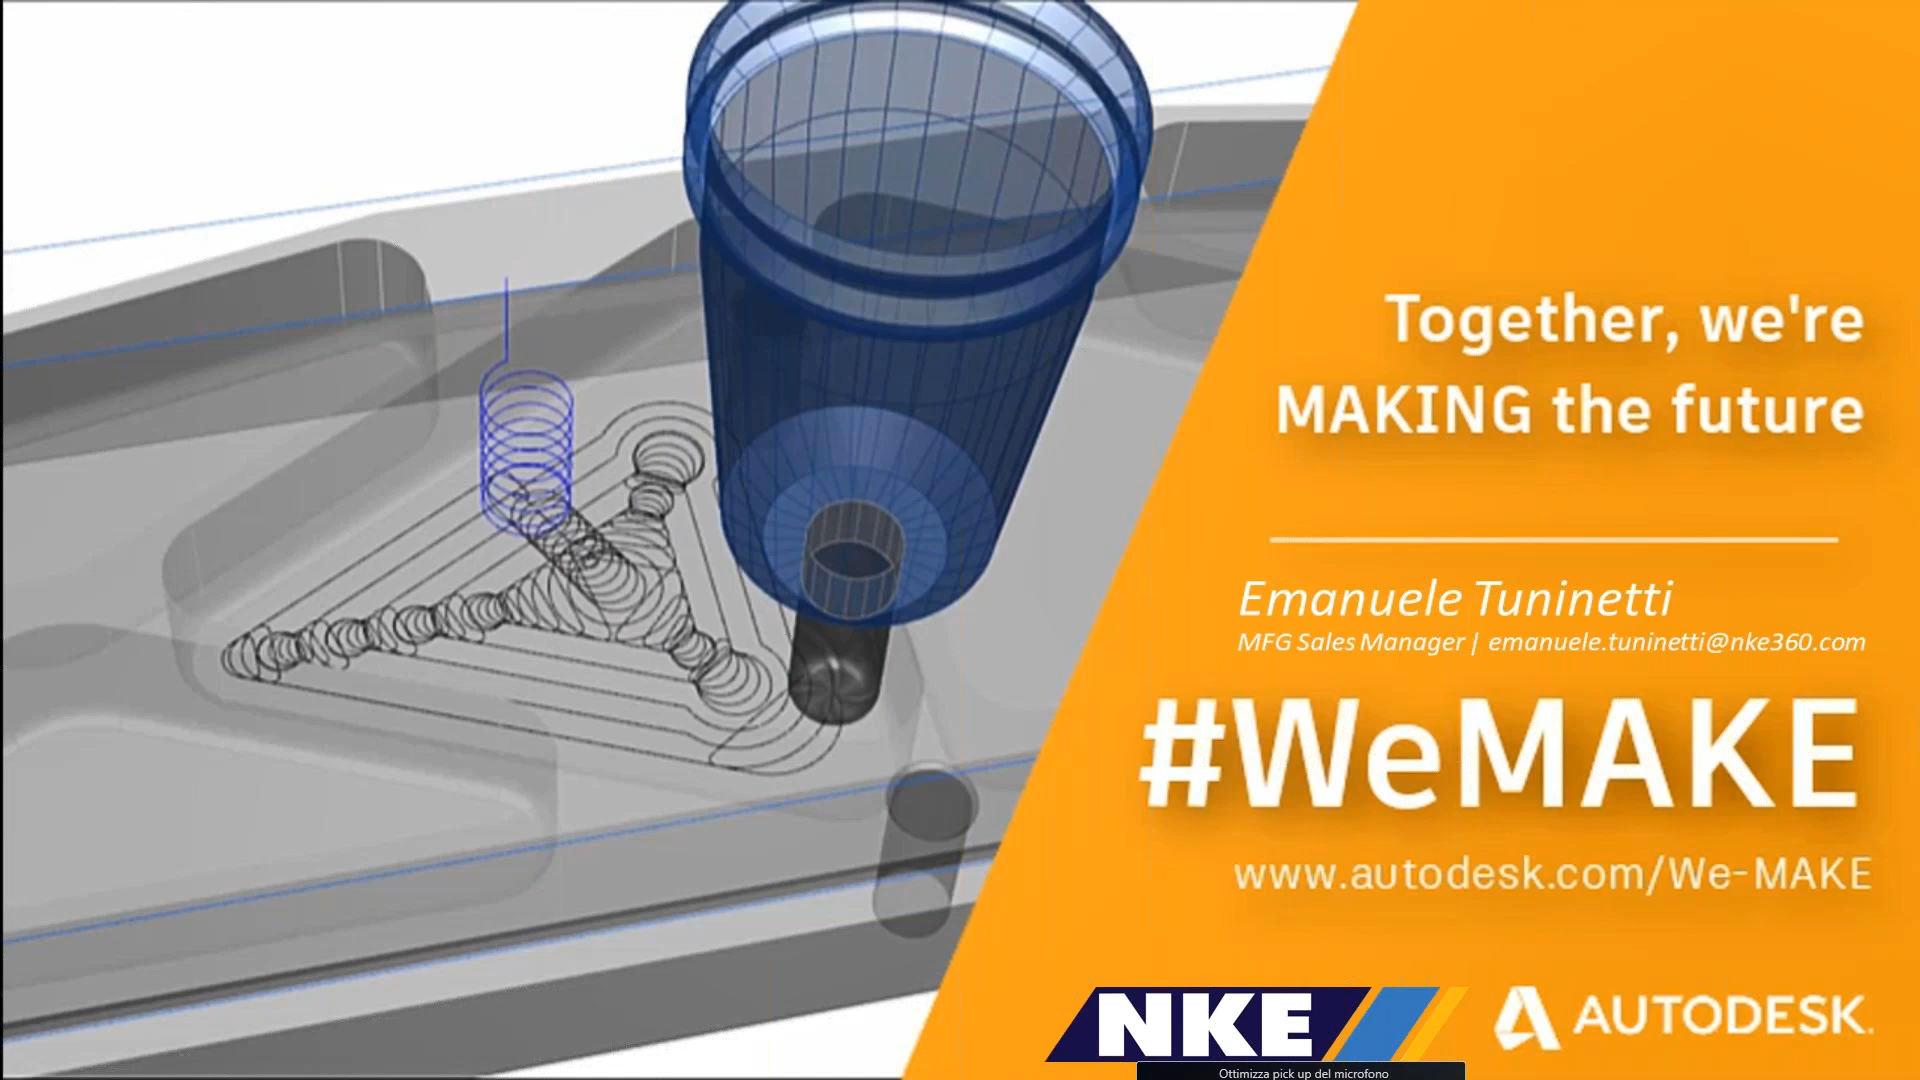 Together, we're
MAKING the future
Emanuele Tuninetti
MFG Sales Manager | emanuele.tuninetti@nke360.com
#WeMAKE
www.autodesk.com/We-MAKE
NKE
AUTODESK.
Ottimizza pick up del microfono